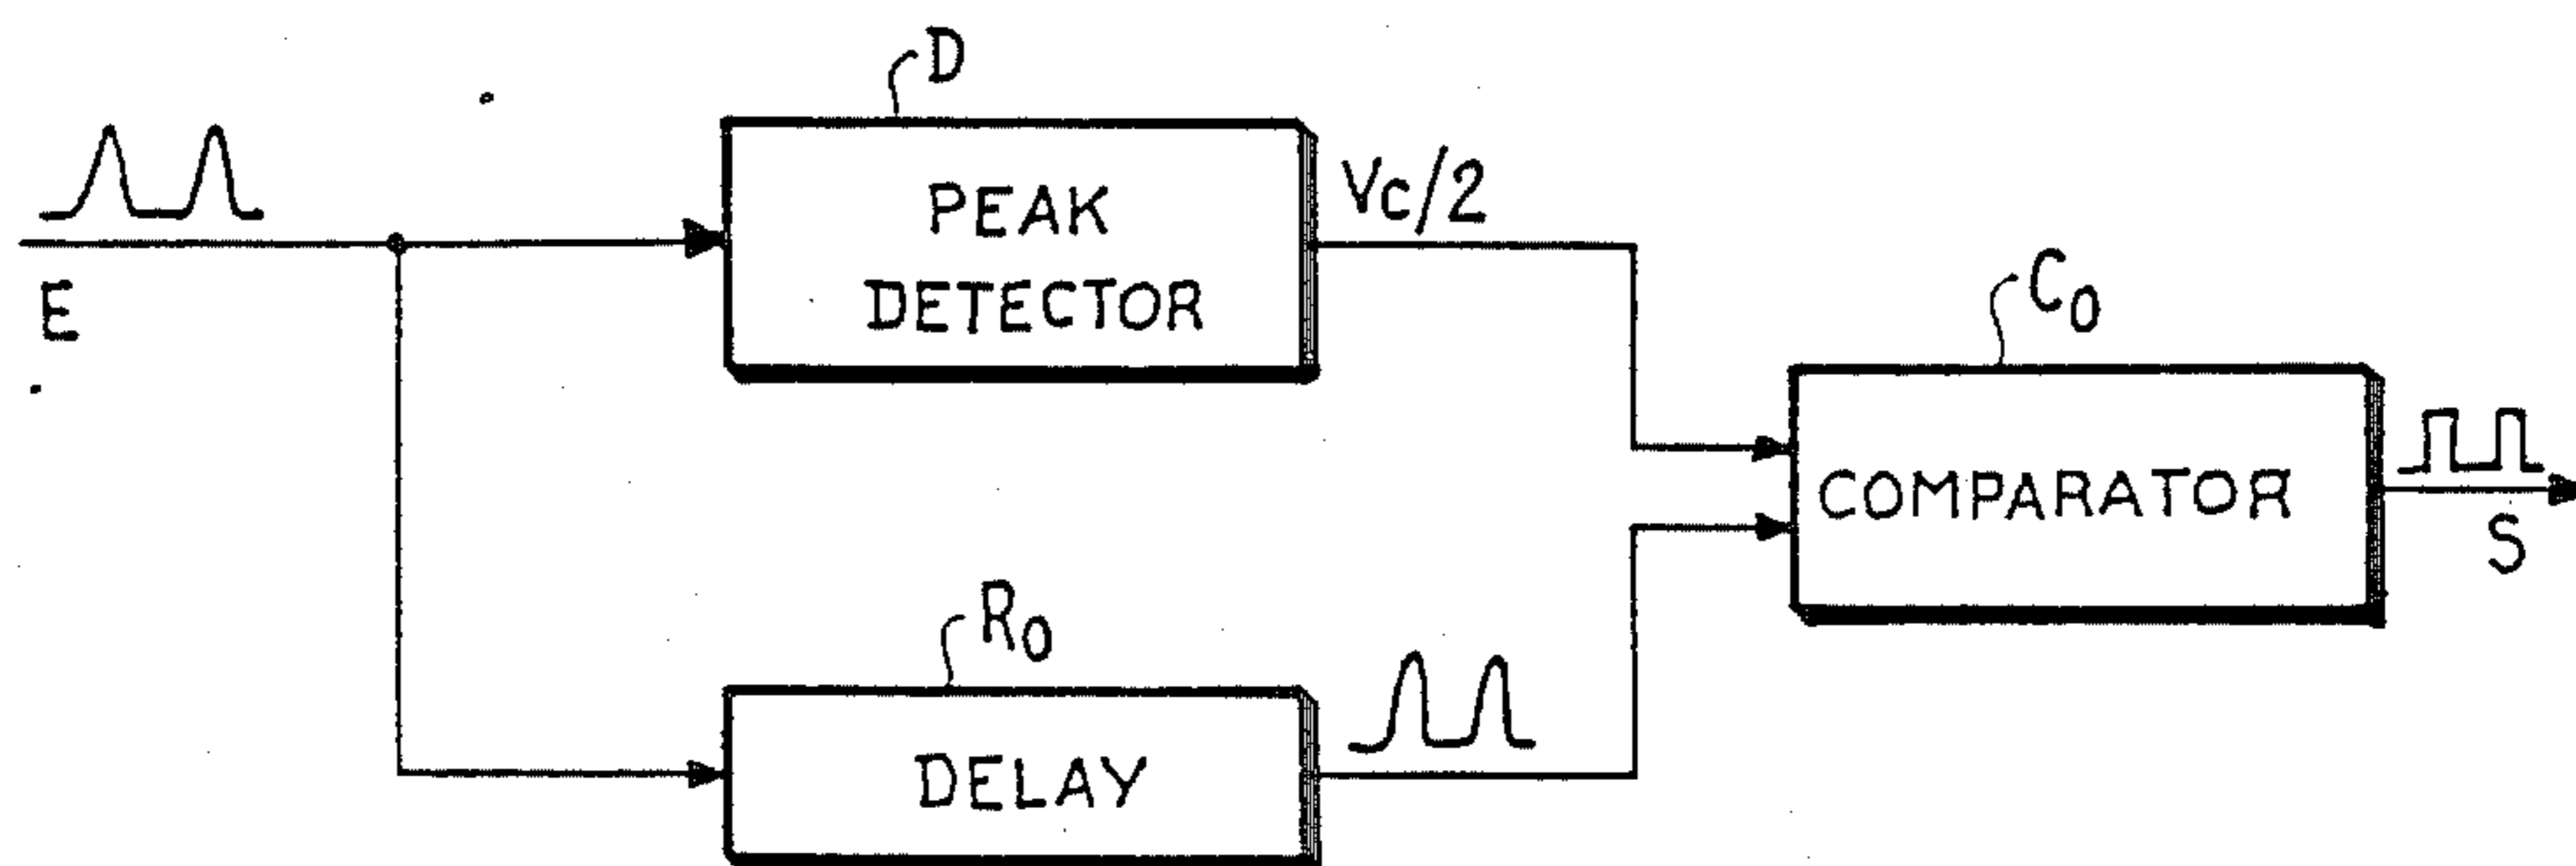 D
PEAK
DETECTOR
Vc/2
E
C0
COMPARATOR
S
R0
DELAY